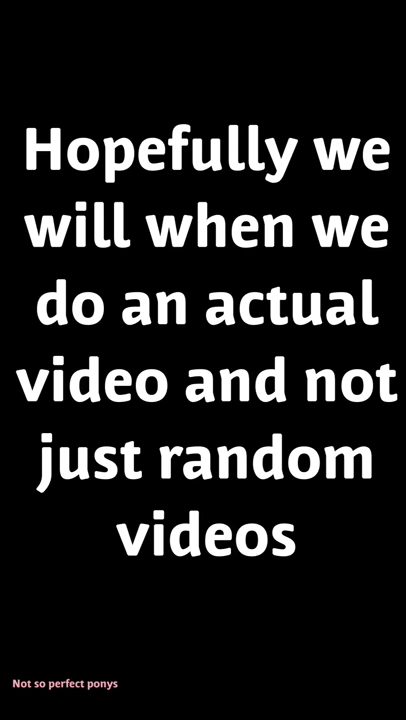 Hopefully we
will when we
do an actual
video and not
just random
videos
Not so perfect ponys